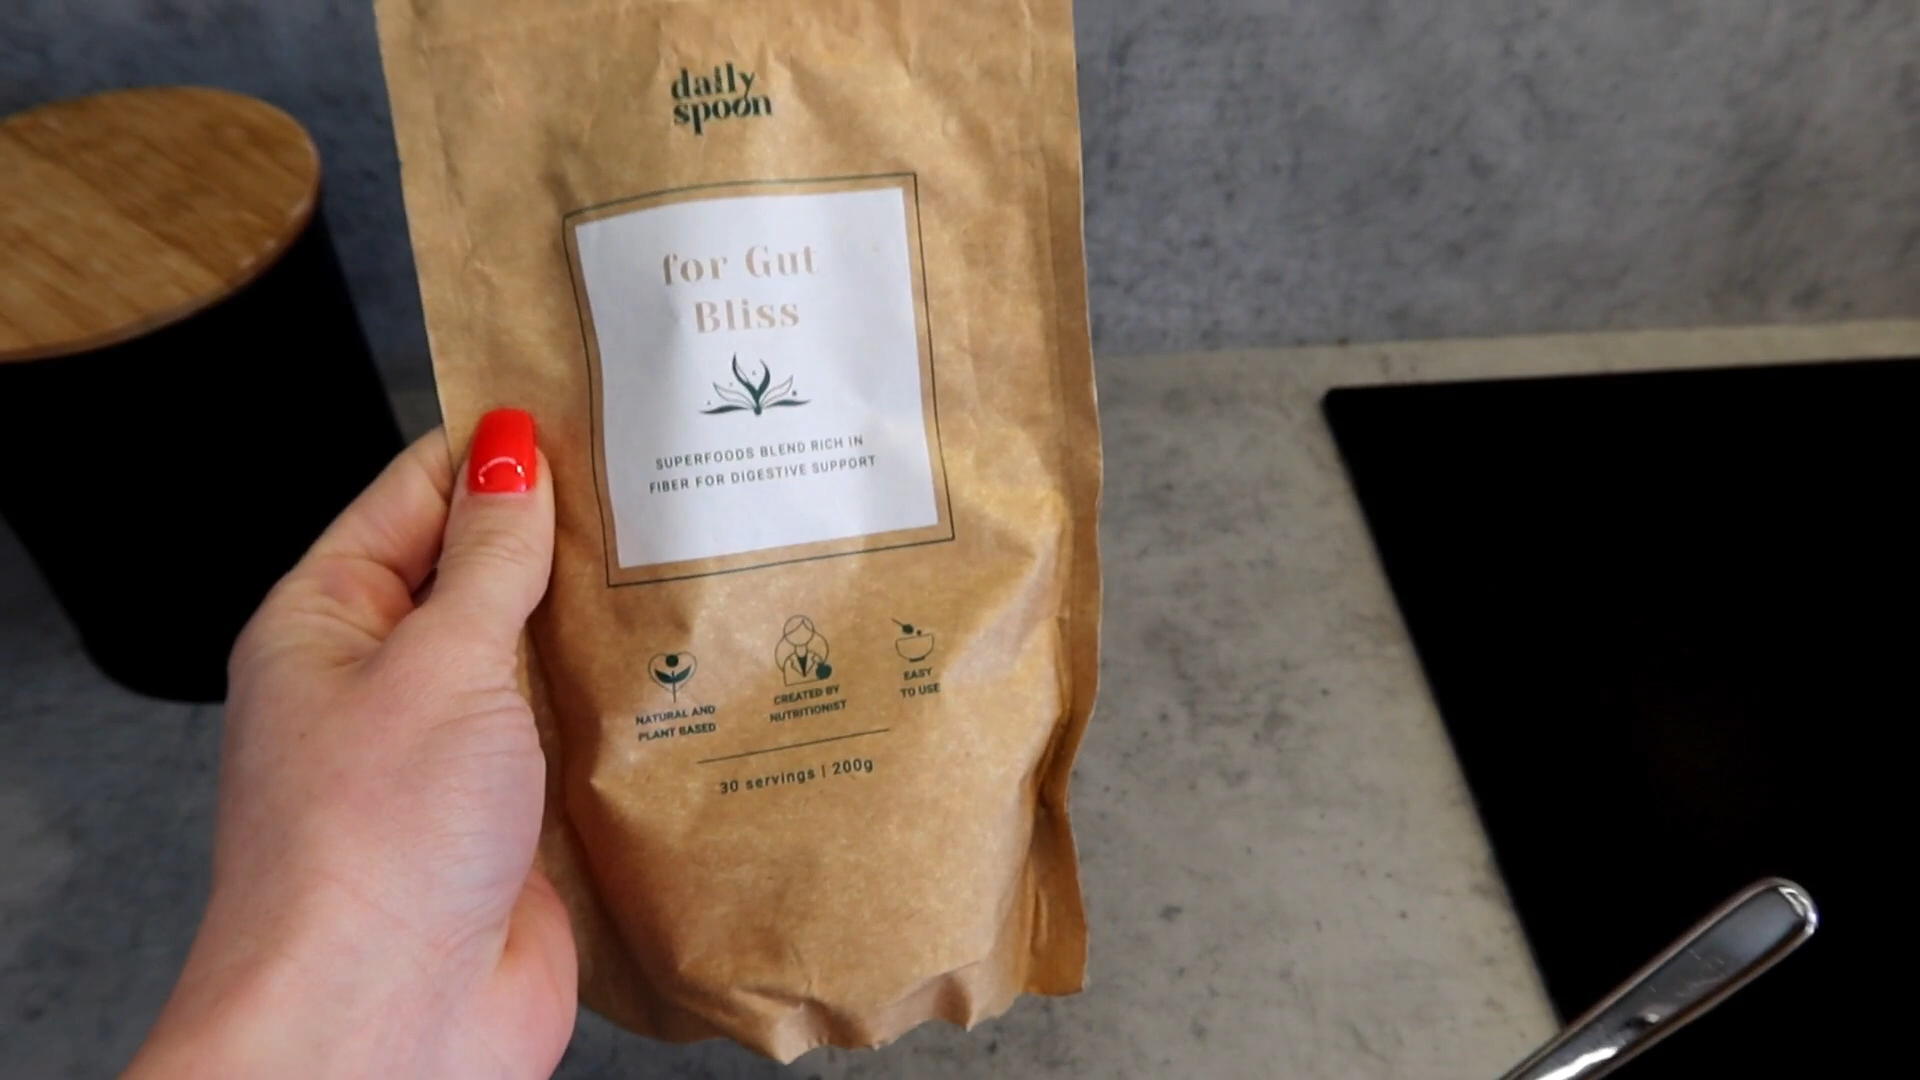 daily
spoon
for Gut
Bliss
SUPERFOODS BLEND RICH IN
FIBER FOR DIGESTIVE SUPPORT
NATURAL AND
PLANT BASED
CREATED BY
NUTRITIONIST
EASY
TO USE
30 servings | 200g